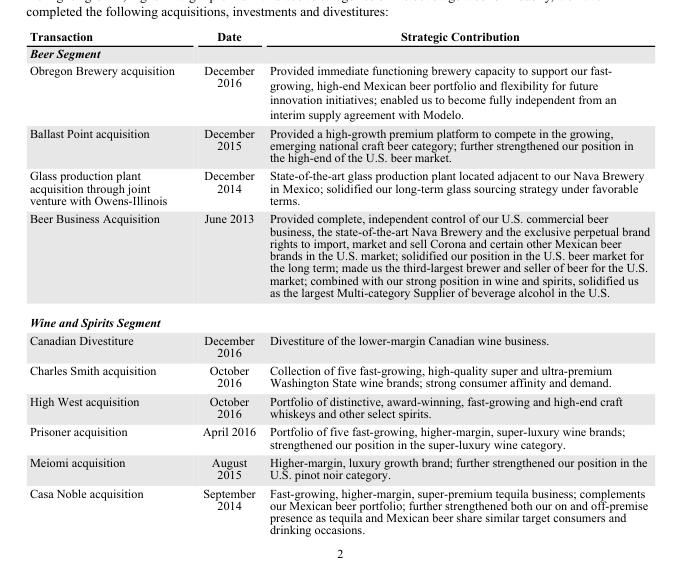 completed the following acquisitions, investments and divestitures:
Transaction Date Strategic Contribution
Beer Segment
Obregon Brewery acquisition December 2016 Provided immediate functioning brewery capacity to support our fast-
growing, high-end Mexican beer portfolio and flexibility for future
innovation initiatives; enabled us to become fully independent from an
interim supply agreement with Modelo.
Ballast Point acquisition December 2015 Provided a high-growth premium platform to compete in the growing,
emerging national craft beer category; further strengthened our position in
the high-end of the U.S. beer market.
Glass production plant
acquisition through joint
venture with Owens-Illinois
December 2014
State-of-the-art glass production plant located adjacent to our Nava Brewery
in Mexico; solidified our long-term glass sourcing strategy under favorable
terms.
Beer Business Acquisition June 2013 Provided complete, independent control of our U.S. commercial beer
business, the state-of-the-art Nava Brewery and the exclusive perpetual brand
rights to import, market and sell Corona and certain other Mexican beer
brands in the U.S. market; solidified our position in the U.S. beer market for
the long term; made us the third-largest brewer and seller of beer for the U.S.
market; combined with our strong position in wine and spirits, solidified us
as the largest Multi-category Supplier of beverage alcohol in the U.S.
Wine and Spirits Segment
Canadian Divestiture December 2016 Divestiture of the lower-margin Canadian wine business.
Charles Smith acquisition October 2016 Collection of five fast-growing, high-quality super and ultra-premium
Washington State wine brands; strong consumer affinity and demand.
High West acquisition October 2016 Portfolio of distinctive, award-winning, fast-growing and high-end craft
whiskeys and other select spirits.
Prisoner acquisition April 2016 Portfolio of five fast-growing, higher-margin, super-luxury wine brands;
strengthened our position in the super-luxury wine category.
Meiomi acquisition August 2015 Higher-margin, luxury growth brand; further strengthened our position in the
U.S. pinot noir category.
Casa Noble acquisition September 2014 Fast-growing, higher-margin, super-premium tequila business; complements
our Mexican beer portfolio; further strengthened both our on and off-premise
presence as tequila and Mexican beer share similar target consumers and
drinking occasions.
2